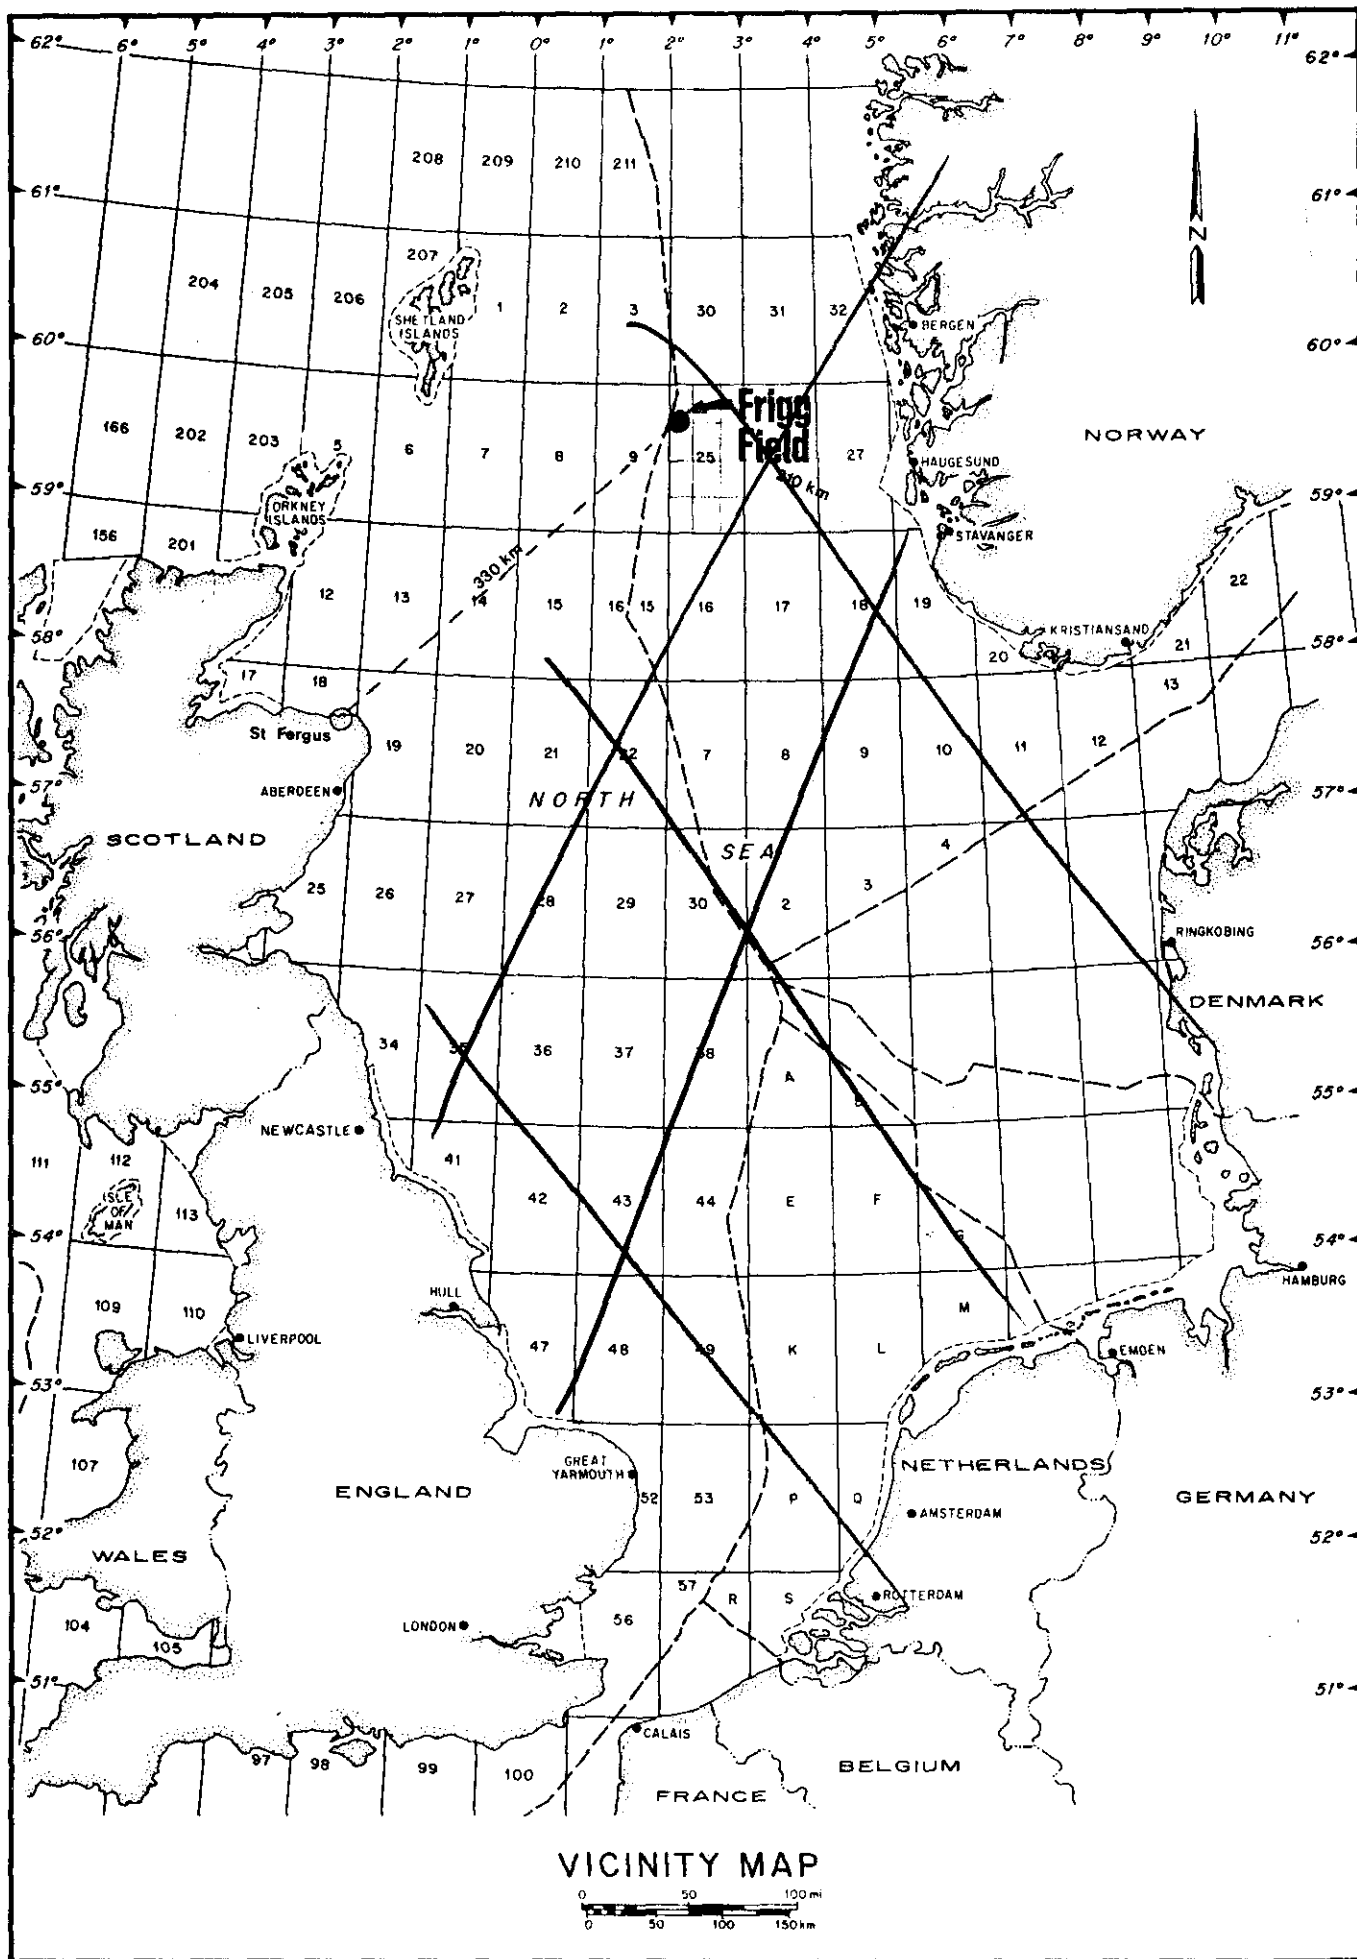 6° 5° 4° 3° 2° 1° 0° 1° 2° 3° 4° 5° 6° 7° 8° 9° 10° 11°
62° 62°
208 209 210 211
61° 61°
207
204 205 206 1 2 3 30 31 32
SHETLAND
ISLANDS
BERGEN
60° 60°
N
Frigg
Field
166 202 203 5 6 7 8 9 25 27
NORWAY
HAUGESUND
210 km
59° 59°
ORKNEY
ISLANDS
STAVANGER
156 201
330 km
22
12 13 14 15 16 15 16 17 18 19
58° 58°
KRISTIANSAND
20 21
17 18 13
St Fergus
19 20 21 22 7 8 9 10 11 12
57° 57°
ABERDEEN
NORTH
SCOTLAND
SEA
4
25 26 27 28 29 30 2 3
56° 56°
RINGKOBING
DENMARK
34 35 36 37 38
A
55° 55°
B
NEWCASTLE
111 112 41
42 43 44 E F
ISLE
OF
MAN
113
54° G 54°
HAMBURG
109 110
HULL
M
LIVERPOOL
47 48 49 K L
EMDEN
53° 53°
107
GREAT
YARMOUTH
NETHERLANDS
ENGLAND
52 53 P Q
GERMANY
AMSTERDAM
52° 52°
WALES
57
R S
ROTTERDAM
104 105
LONDON
56
51° 51°
CALAIS
97 98 99 100
BELGIUM
FRANCE
VICINITY MAP
0 50 100 mi
0 50 100 150 km